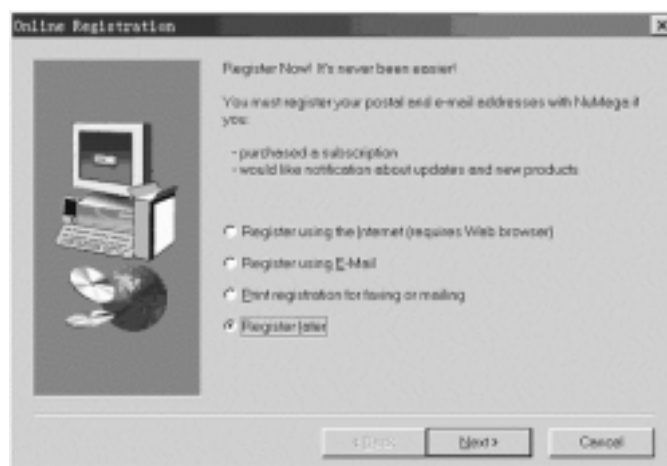 Online Registration
Register Now! It's never been easier!
You must register your postal and e-mail addresses with NuMega if
you:
- purchased a subscription
- would like notification about updates and new products
Register using the Internet (requires Web browser)
Register using E-Mail
Print registration for faxing or mailing
Register later
< Back
Next >
Cancel